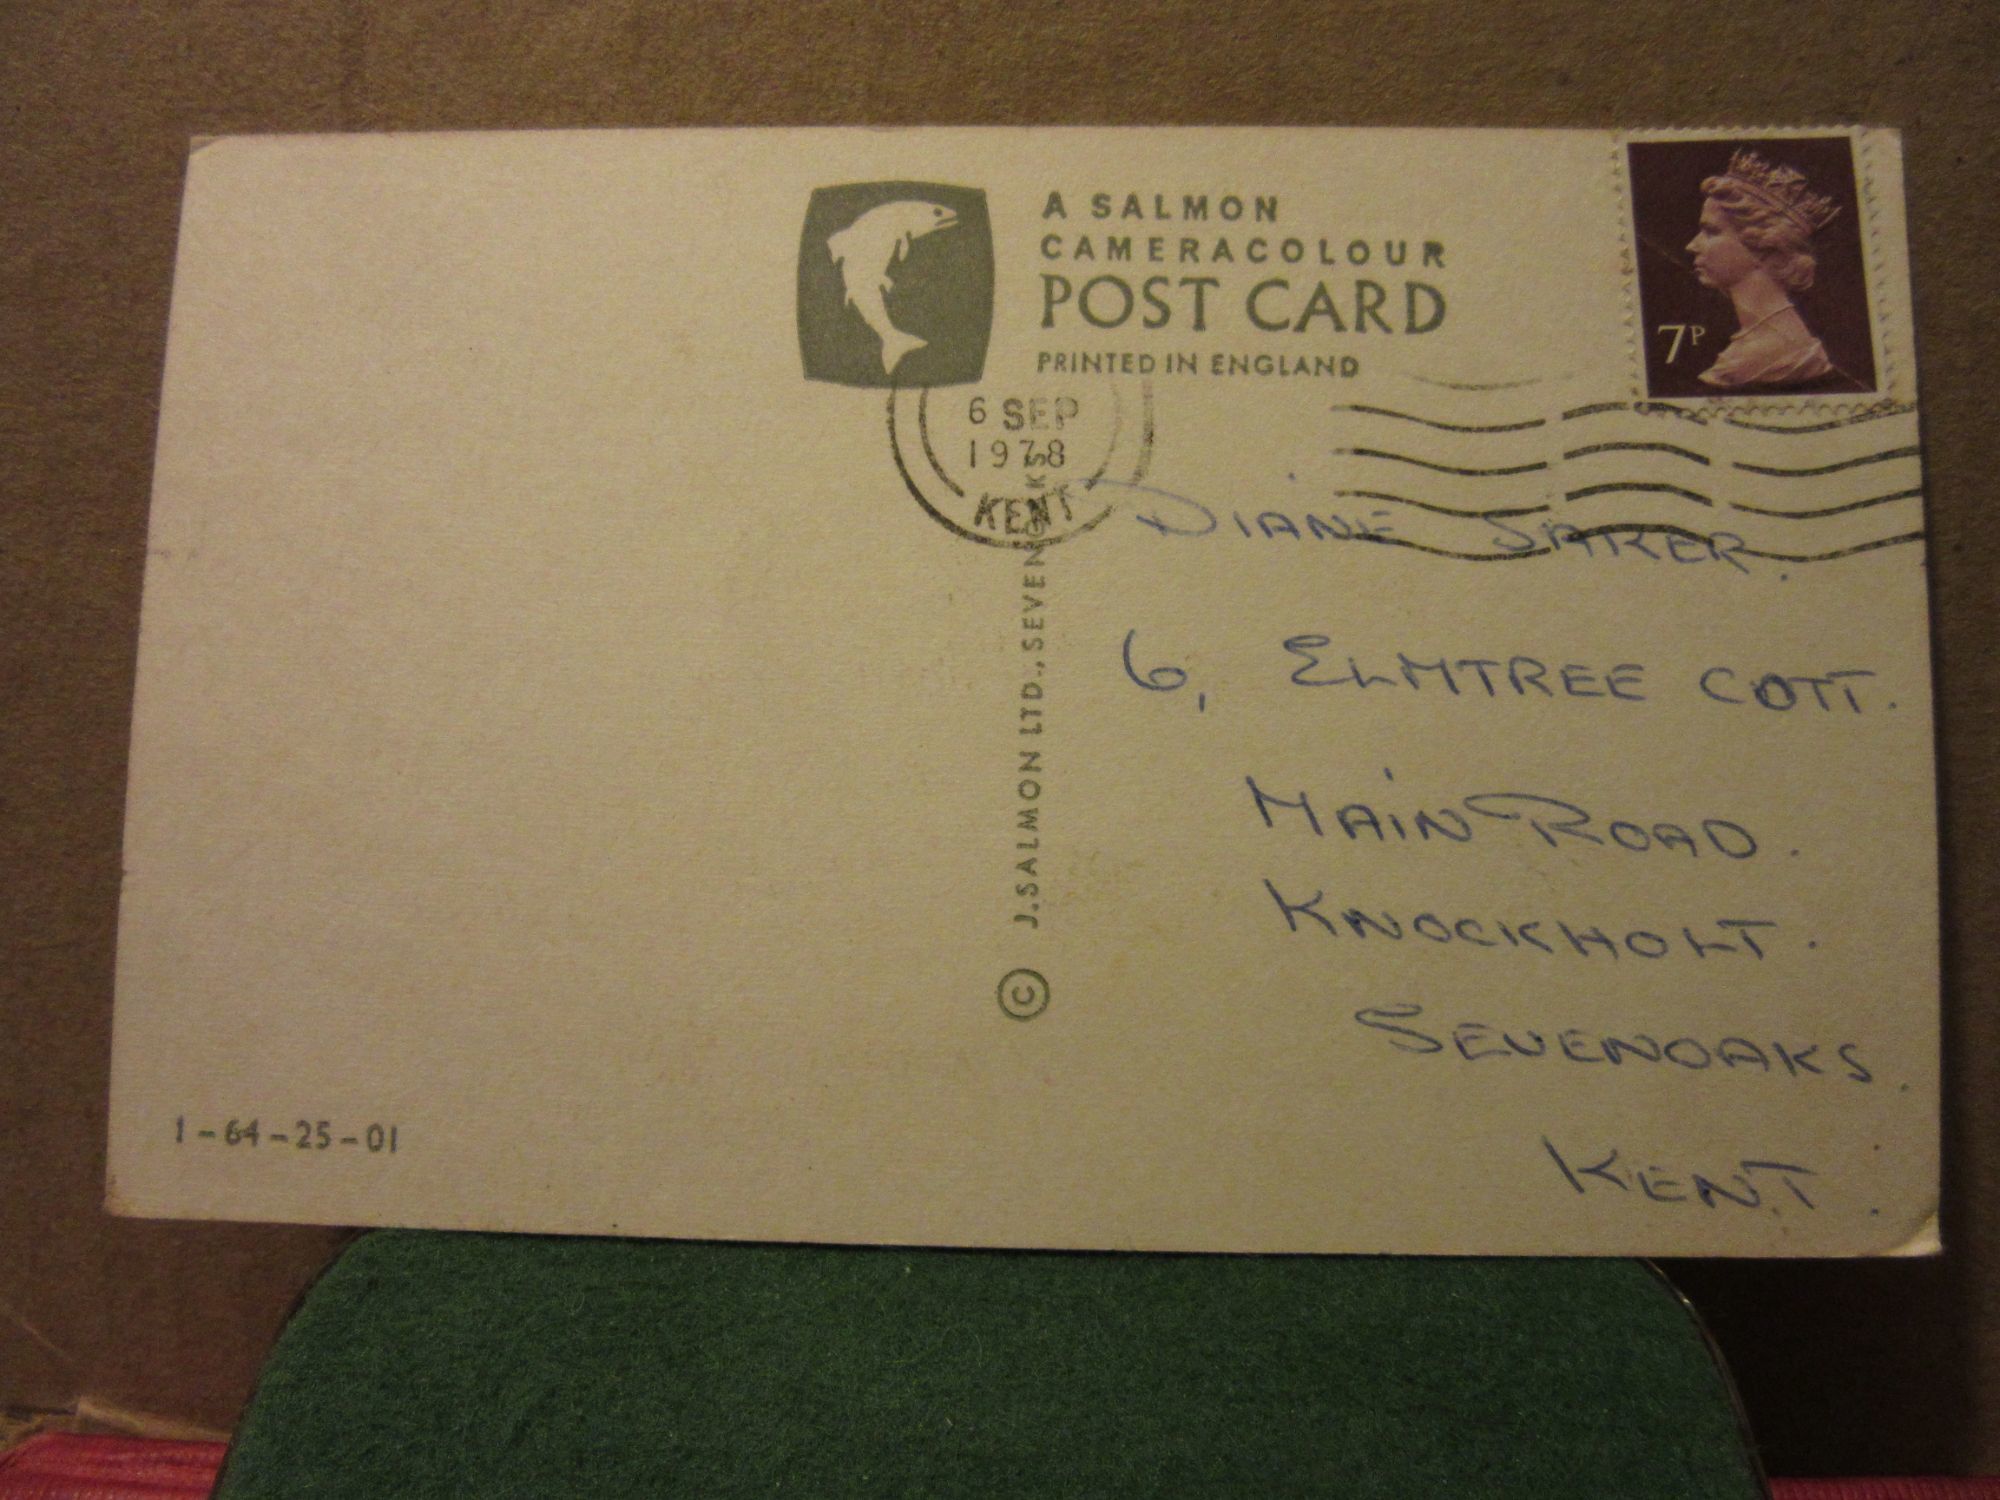 A SALMON
CAMERACOLOUR
POST CARD
PRINTED IN ENGLAND
7P
6 SEP
1978
KENT
DIANE SAKER.
6, ELMTREE COTT.
MAIN ROAD.
KNOCKHOLT.
SEVENOAKS.
KENT.
© J. SALMON LTD., SEVENOAKS
1-64-25-01